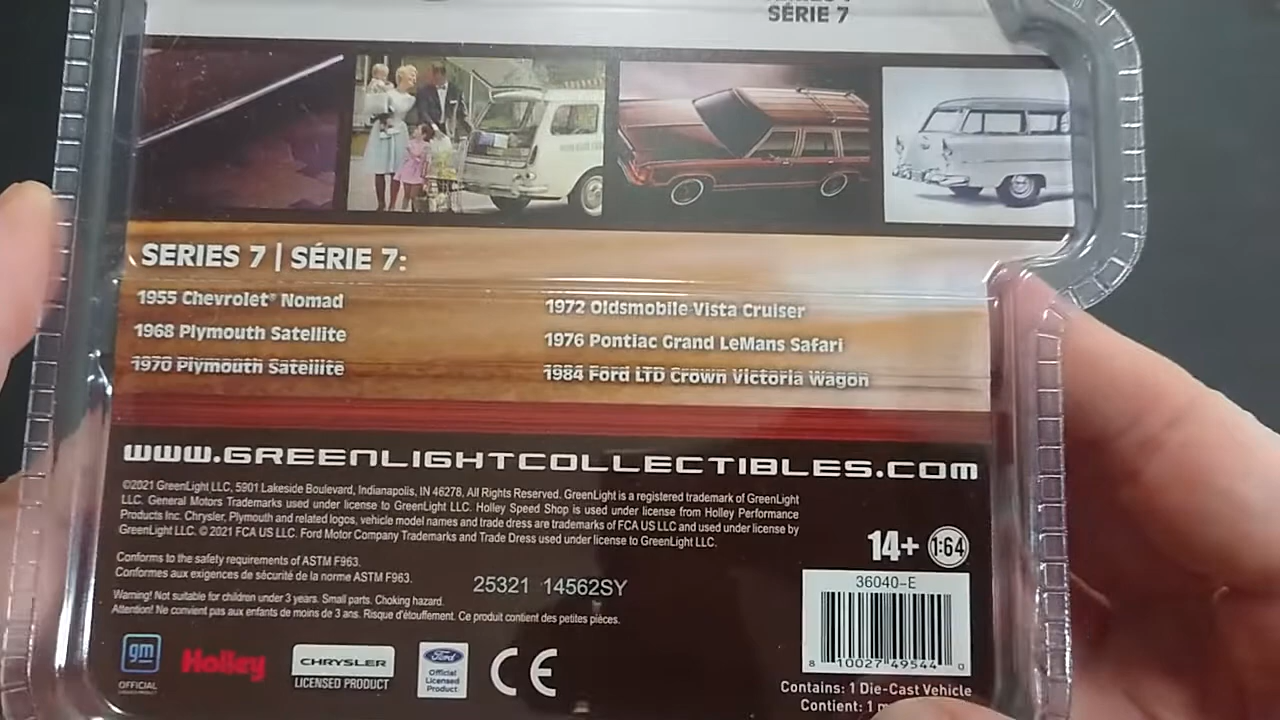 SÉRIE 7
SERIES 7 | SÉRIE 7:
1955 Chevrolet® Nomad
1968 Plymouth Satellite
1970 Plymouth Satellite
1972 Oldsmobile Vista Cruiser
1976 Pontiac Grand LeMans Safari
1984 Ford LTD Crown Victoria Wagon
WWW.GREENLIGHTCOLLECTIBLES.COM
©2021 GreenLight LLC, 5901 Lakeside Boulevard, Indianapolis, IN 46278, All Rights Reserved. GreenLight is a registered trademark of GreenLight
LLC. General Motors Trademarks used under license to GreenLight LLC. Holley Speed Shop is used under license from Holley Performance
Products Inc. Chrysler, Plymouth and related logos, vehicle model names and trade dress are trademarks of FCA US LLC and used under license by
GreenLight LLC. © 2021 FCA US LLC. Ford Motor Company Trademarks and Trade Dress used under license to GreenLight LLC.
14+ 1:64
Conforms to the safety requirements of ASTM F963.
Conformes aux exigences de sécurité de la norme ASTM F963.
25321 14562SY
Warning! Not suitable for children under 3 years. Small parts. Choking hazard.
Attention! Ne convient pas aux enfants de moins de 3 ans. Risque d'étouffement. Ce produit contient des petites pièces.
36040-E
8 10027 49544 0
gm
OFFICIAL
Holley
CHRYSLER
LICENSED PRODUCT
Ford
Official
Licensed
Product
CE
Contains: 1 Die-Cast Vehicle
Contient: 1